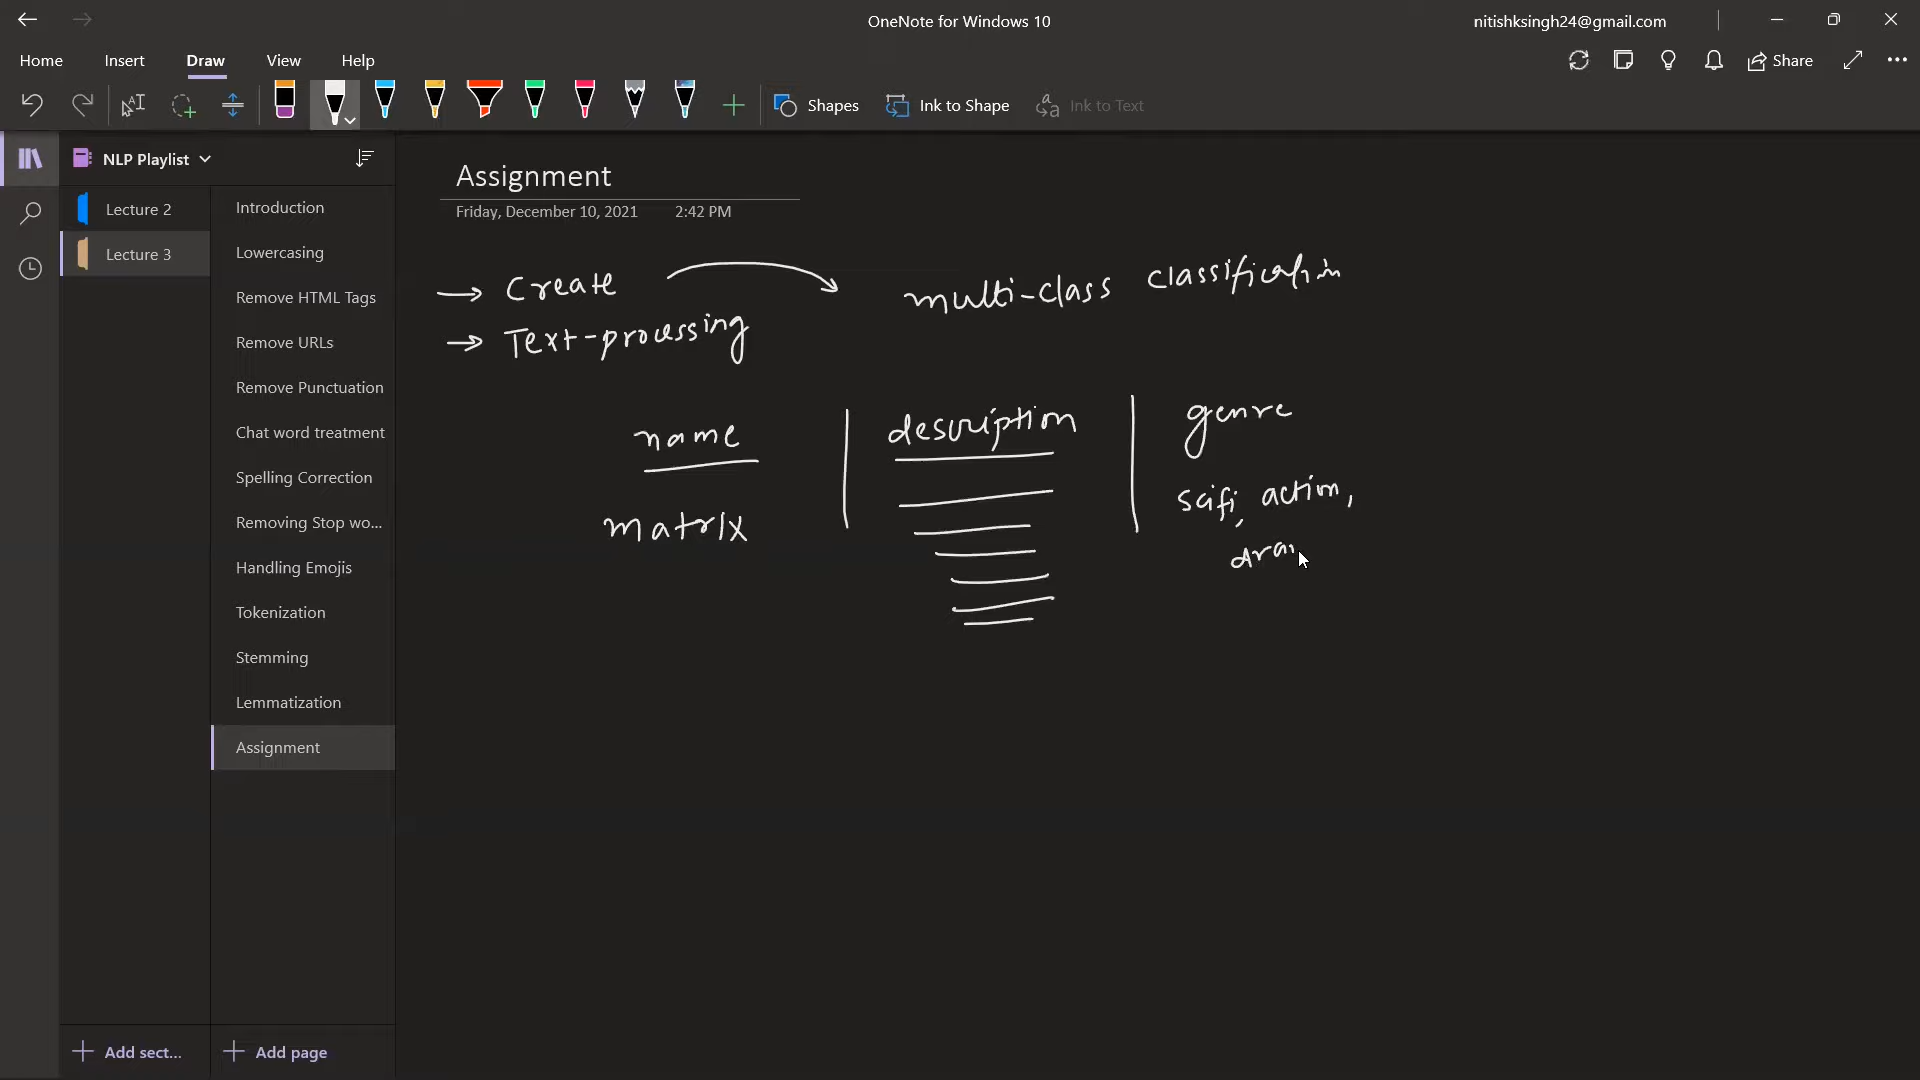 OneNote for Windows 10
nitishksingh24@gmail.com
Home Insert Draw View Help
Share
Shapes Ink to Shape Ink to Text
NLP Playlist
Lecture 2
Lecture 3
Introduction
Lowercasing
Remove HTML Tags
Remove URLs
Remove Punctuation
Chat word treatment
Spelling Correction
Removing Stop wo...
Handling Emojis
Tokenization
Stemming
Lemmatization
Assignment
Add sect...
Add page
Assignment
Friday, December 10, 2021 2:42 PM
→ Create multi-class classification
→ Text-processing
name description genre
matrix scifi, action,
dram